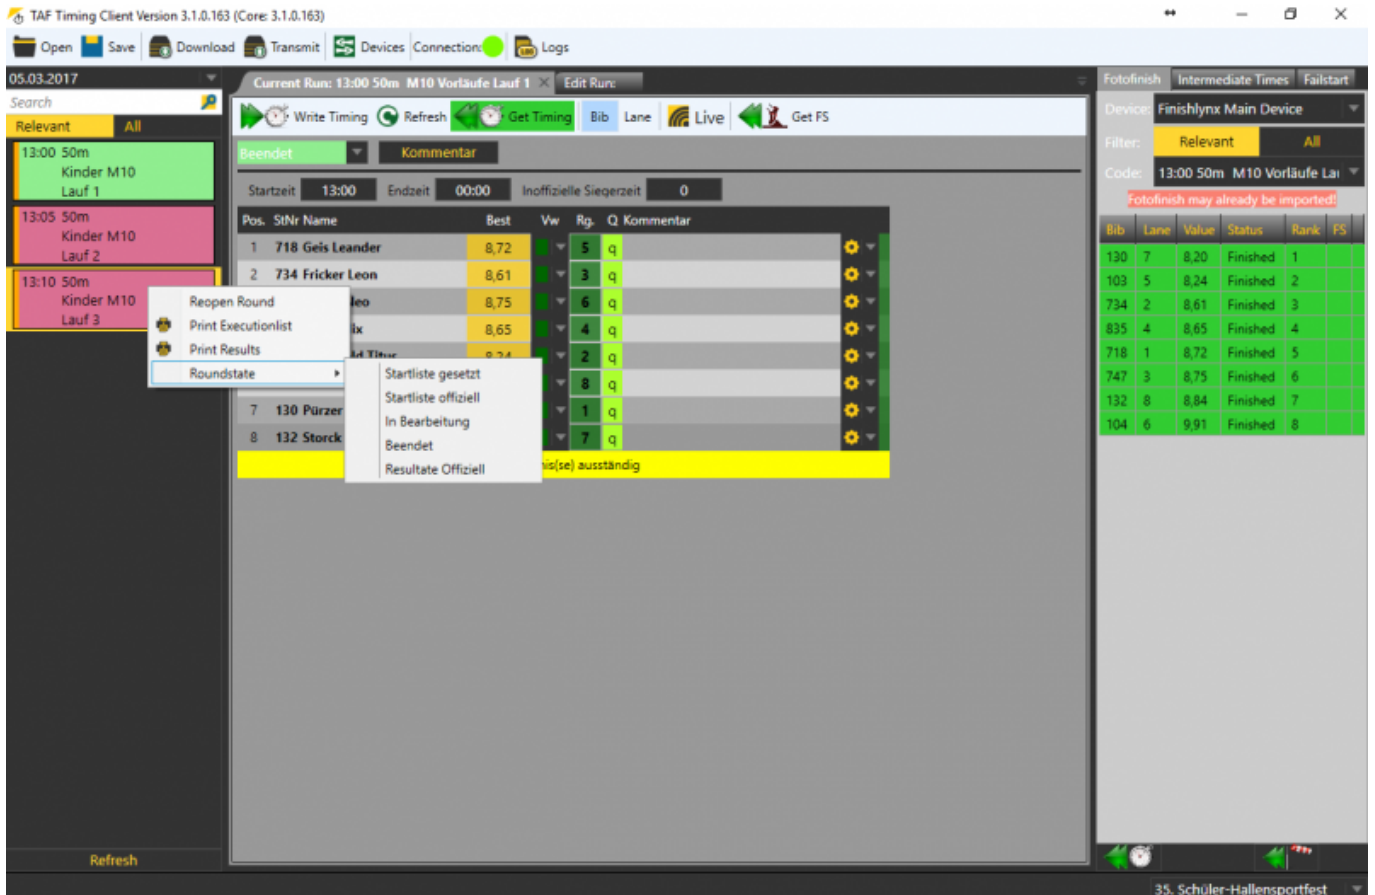 TAF Timing Client Version 3.1.0.163 (Core: 3.1.0.163)
Open Save Download Transmit Devices Connection: Logs
05.03.2017
Search
Relevant All
13:00 50m
Kinder M10
Lauf 1
13:05 50m
Kinder M10
Lauf 2
13:10 50m
Kinder M10
Lauf 3
Reopen Round
Print Executionlist
Print Results
Roundstate
Startliste gesetzt
Startliste offiziell
In Bearbeitung
Beendet
Resultate Offiziell
Refresh
Current Run: 13:00 50m M10 Vorläufe Lauf 1 Edit Run:
Write Timing Refresh Get Timing Bib Lane Live Get FS
Beendet Kommentar
Startzeit 13:00 Endzeit 00:00 Inoffizielle Siegerzeit 0
Pos. StNr Name Best Vw Rg. Q Kommentar
1 718 Geis Leander 8,72 5 q
2 734 Fricker Leon 8,61 3 q
leo 8,75 6 q
ix 8,65 4 q
ld Titus 8,24 2 q
8 q
7 130 Pürzer 1 q
8 132 Storck 7 q
nis(se) ausständig
Fotofinish Intermediate Times Failstart
Device: Finishlynx Main Device
Filter: Relevant All
Code: 13:00 50m M10 Vorläufe La
Fotofinish may already be imported!
Bib Lane Value Status Rank FS
130 7 8,20 Finished 1
103 5 8,24 Finished 2
734 2 8,61 Finished 3
835 4 8,65 Finished 4
718 1 8,72 Finished 5
747 3 8,75 Finished 6
132 8 8,84 Finished 7
104 6 9,91 Finished 8
35. Schüler-Hallensportfest